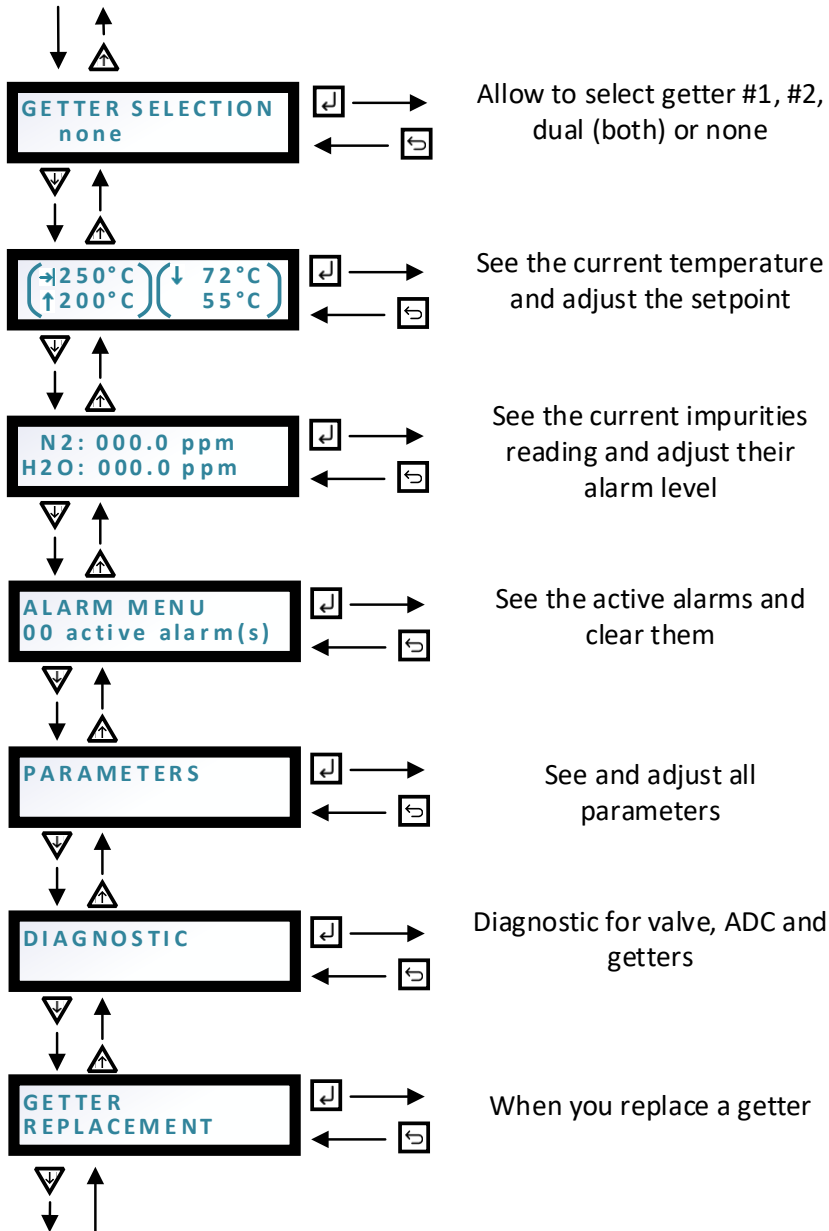 GETTER SELECTION
none
Allow to select getter #1, #2,
dual (both) or none
(→|250°C)(↓ 72°C)
(↑200°C)( 55°C)
See the current temperature
and adjust the setpoint
N2: 000.0 ppm
H2O: 000.0 ppm
See the current impurities
reading and adjust their
alarm level
ALARM MENU
00 active alarm(s)
See the active alarms and
clear them
PARAMETERS
See and adjust all
parameters
DIAGNOSTIC
Diagnostic for valve, ADC and
getters
GETTER
REPLACEMENT
When you replace a getter